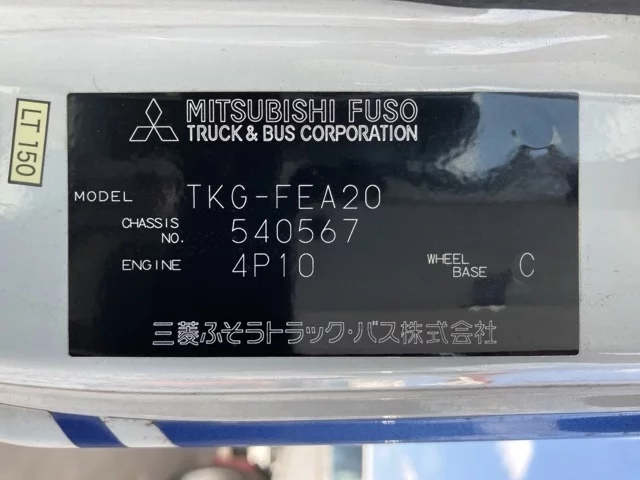 MITSUBISHI FUSO
TRUCK & BUS CORPORATION
LT 150
MODEL TKG-FEA20
CHASSIS NO. 540567
ENGINE 4P10 WHEEL BASE C
三菱ふそうトラック・バス株式会社